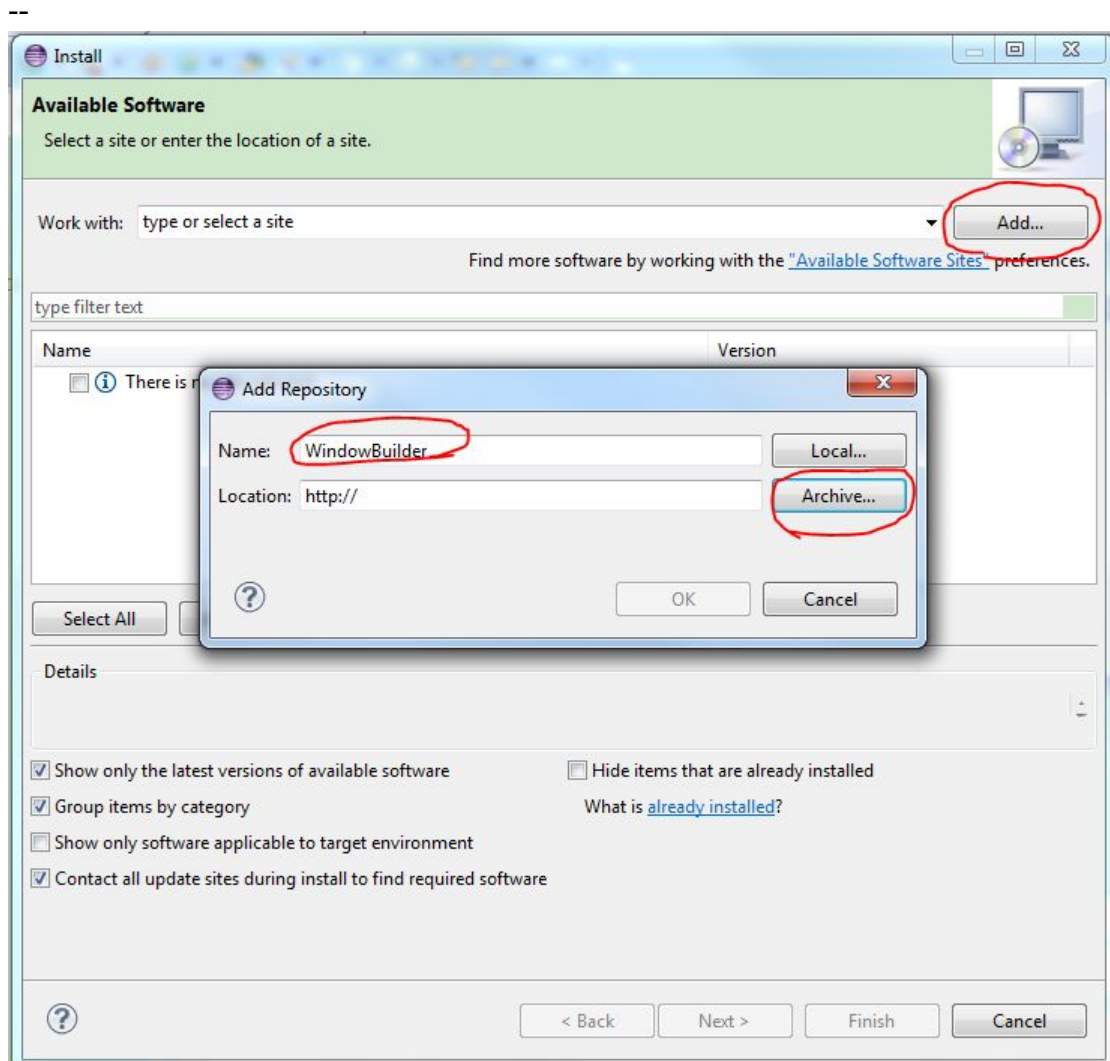 --
Install
Available Software
Select a site or enter the location of a site.
Work with: type or select a site
Add...
Find more software by working with the "Available Software Sites" preferences.
type filter text
Name Version
There is
Add Repository
Name: WindowBuilder Local...
Location: http:// Archive...
OK Cancel
Select All
Details
Show only the latest versions of available software Hide items that are already installed
Group items by category What is already installed?
Show only software applicable to target environment
Contact all update sites during install to find required software
< Back Next > Finish Cancel